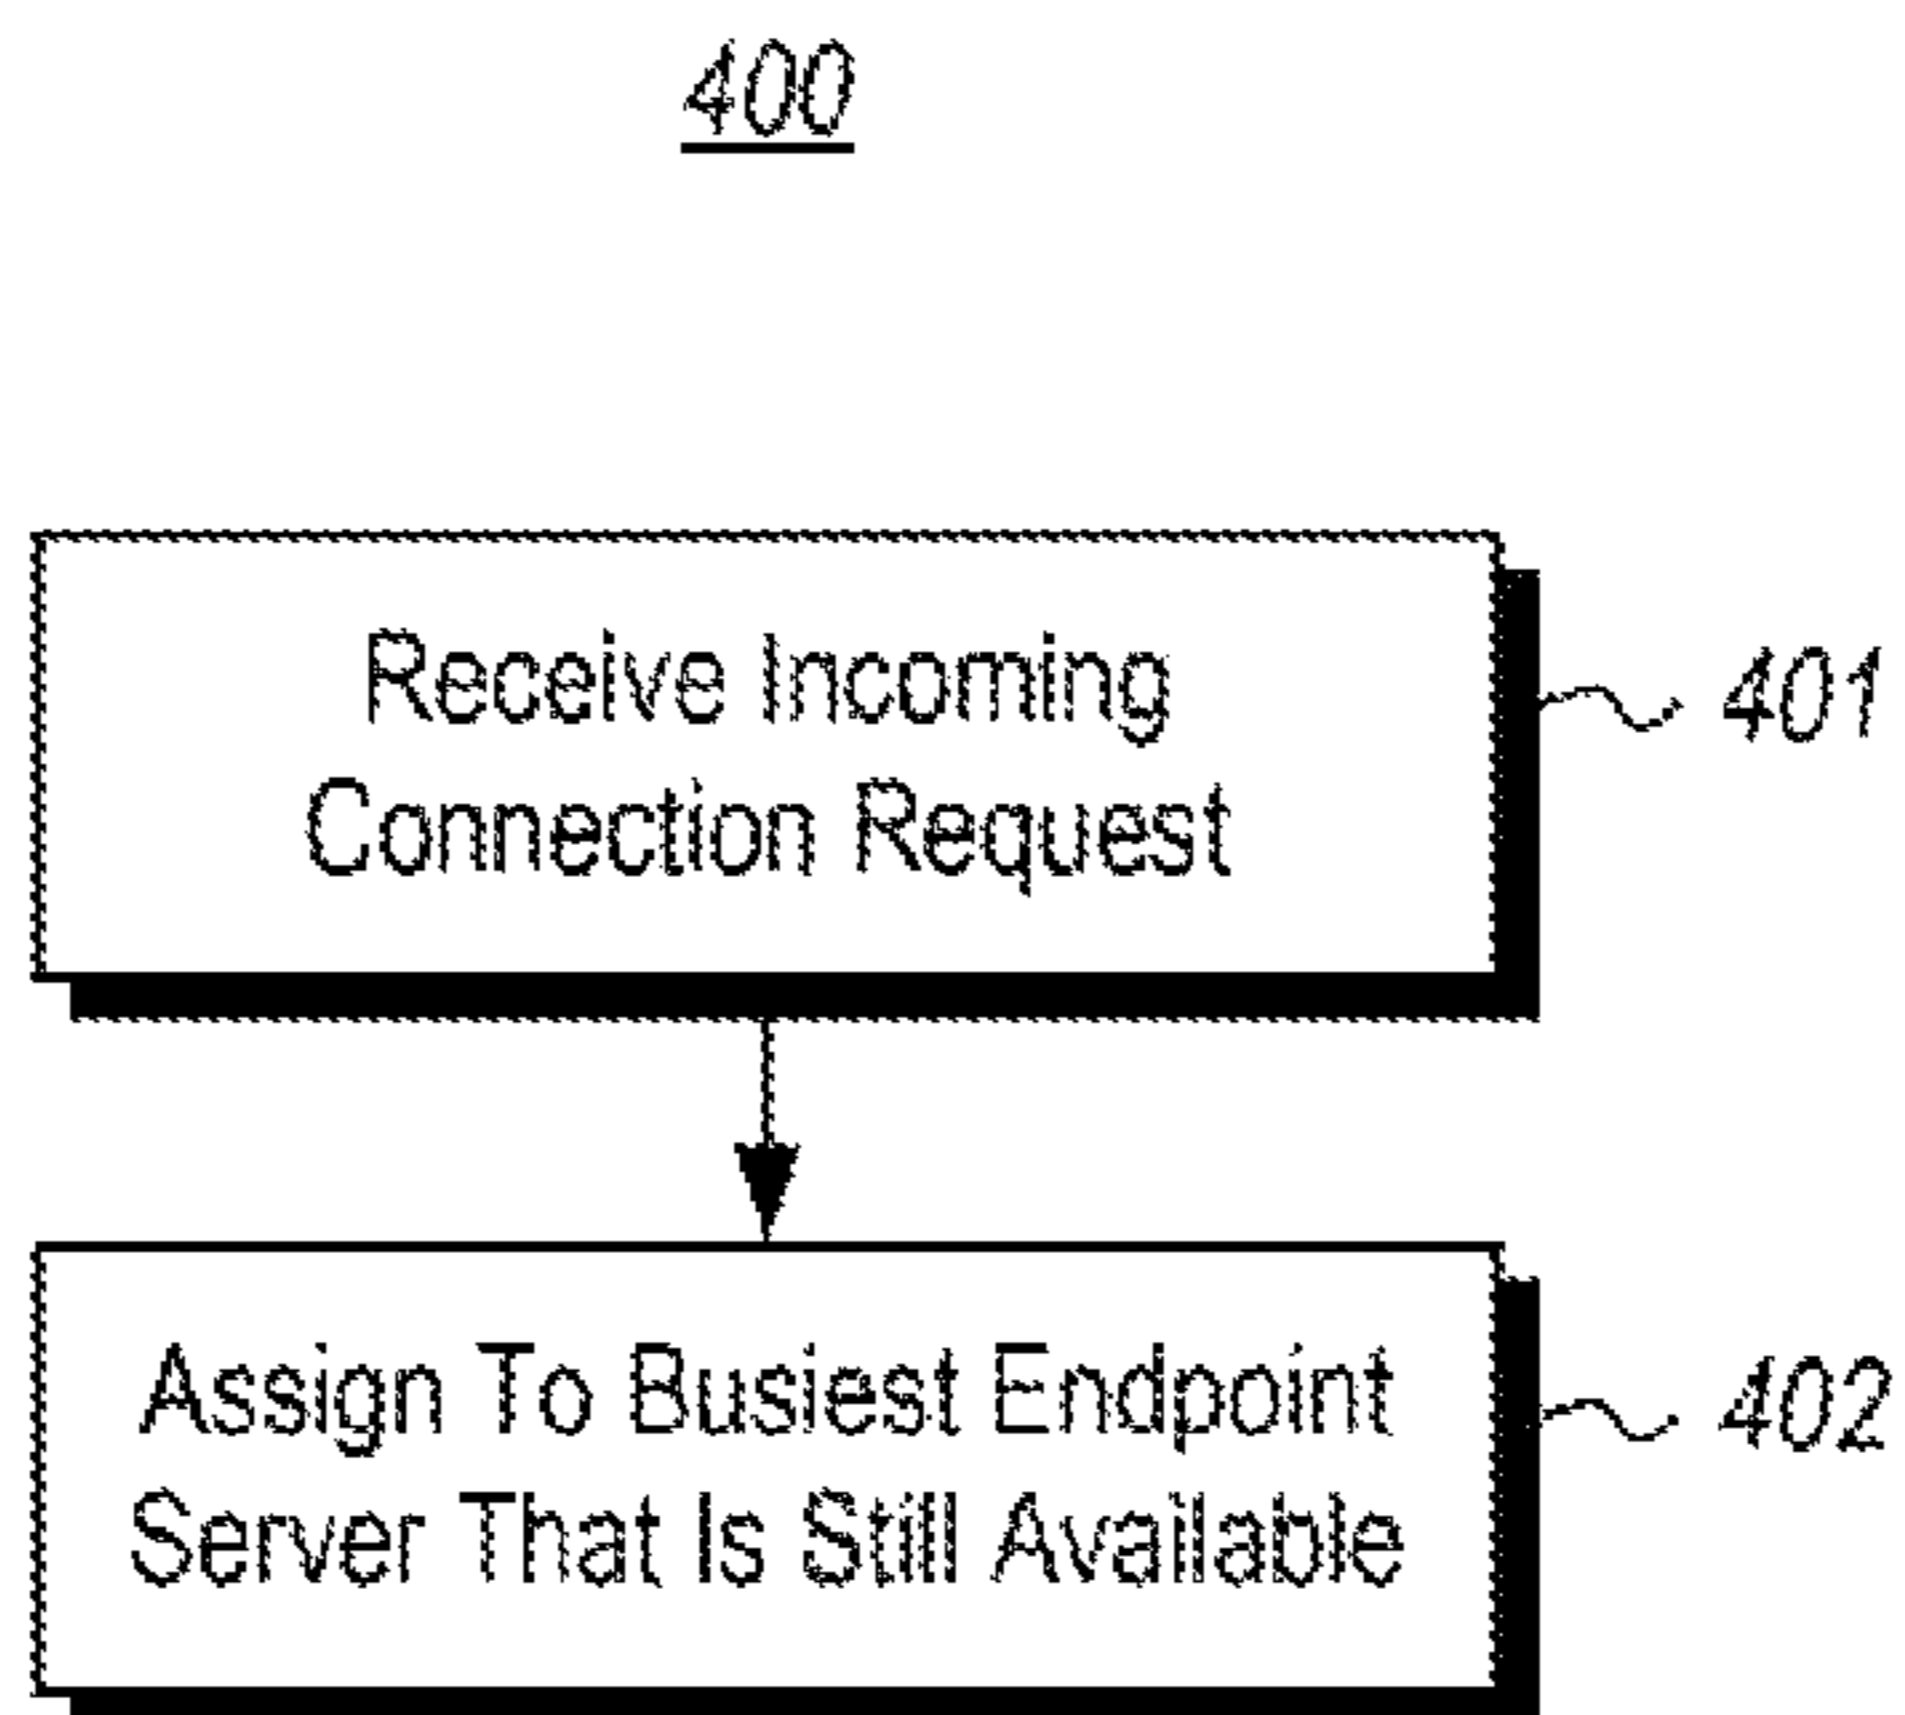 400
Receive Incoming
Connection Request
401
Assign To Busiest Endpoint
Server That Is Still Available
402